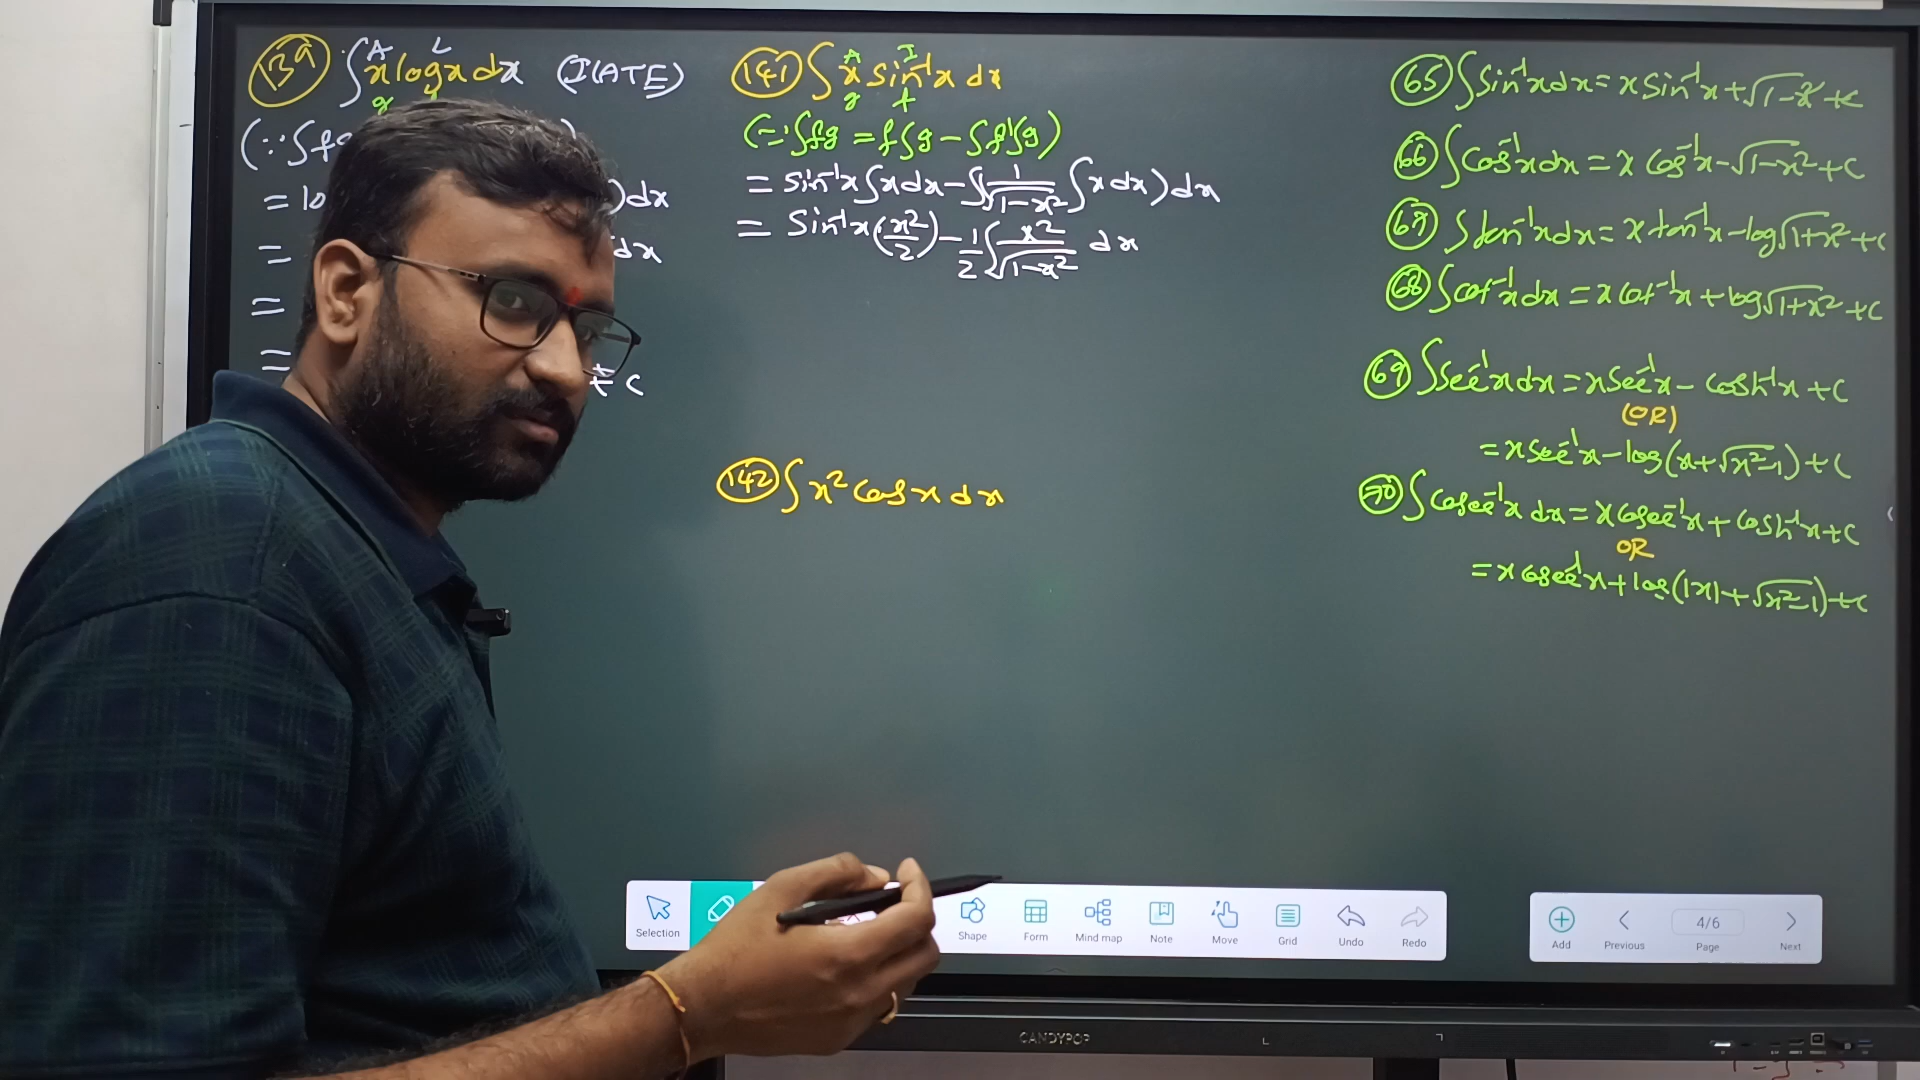 139 ∫ x log x dx (ILATE)
A L
g
(∵ ∫f
= lo ) dx
= dx
=
=
+ c
141 ∫ x sin⁻¹x dx
A I
g f
(∵ ∫fg = f∫g - ∫f'∫g)
= sin⁻¹x ∫x dx - ∫(1/√(1-x²) ∫x dx) dx
= Sin⁻¹x (x²/2) - 1/2 ∫ x²/√(1-x²) dx
142 ∫ x² cos x dx
65 ∫ Sin⁻¹x dx = x Sin⁻¹x + √(1-x²) + c
66 ∫ Cos⁻¹x dx = x Cos⁻¹x - √(1-x²) + c
67 ∫ tan⁻¹x dx = x tan⁻¹x - log√(1+x²) + c
68 ∫ cot⁻¹x dx = x cot⁻¹x + log√(1+x²) + c
69 ∫ Sec⁻¹x dx = x Sec⁻¹x - cosh⁻¹x + c
(OR)
= x Sec⁻¹x - log(x + √(x²-1)) + c
70 ∫ Cosec⁻¹x dx = x cosec⁻¹x + cosh⁻¹x + c
OR
= x cosec⁻¹x + log(|x| + √(x²-1)) + c
Selection Shape Form Mind map Note Move Grid Undo Redo
Add Previous 4/6 Page Next
CANDYPOP